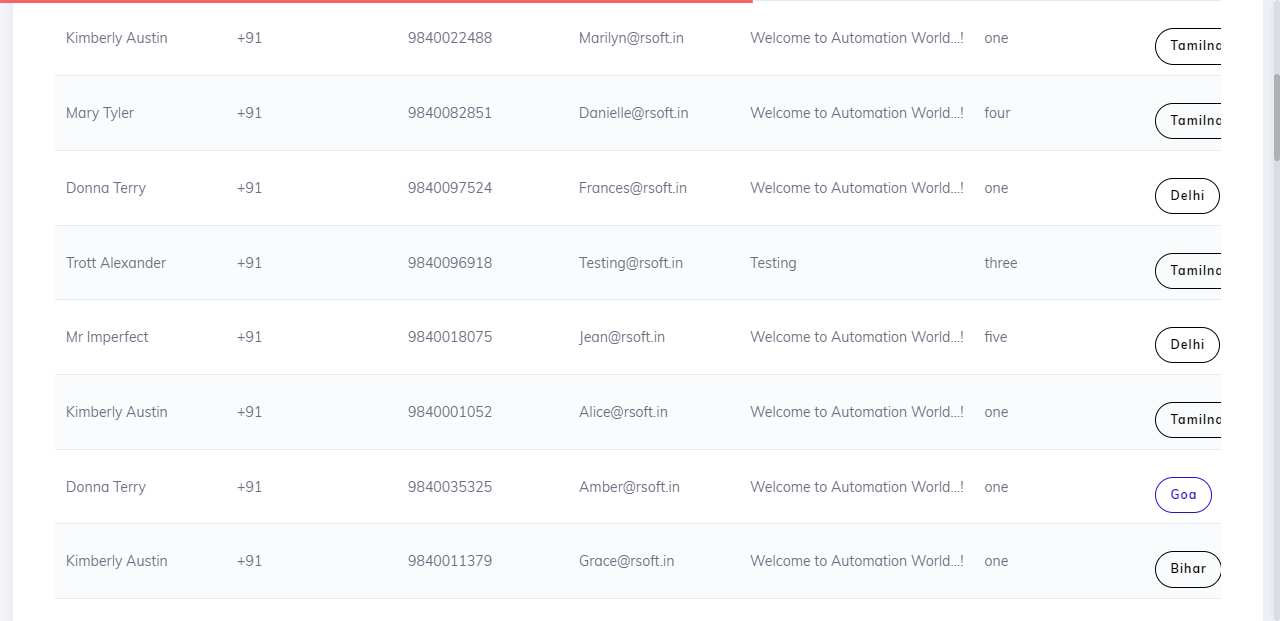 Kimberly Austin +91 9840022488 Marilyn@rsoft.in Welcome to Automation World...! one
Mary Tyler +91 9840082851 Danielle@rsoft.in Welcome to Automation World...! four
Donna Terry +91 9840097524 Frances@rsoft.in Welcome to Automation World...! one Delhi
Trott Alexander +91 9840096918 Testing@rsoft.in Testing three
Mr Imperfect +91 9840018075 Jean@rsoft.in Welcome to Automation World...! five Delhi
Kimberly Austin +91 9840001052 Alice@rsoft.in Welcome to Automation World...! one
Donna Terry +91 9840035325 Amber@rsoft.in Welcome to Automation World...! one Goa
Kimberly Austin +91 9840011379 Grace@rsoft.in Welcome to Automation World...! one Bihar